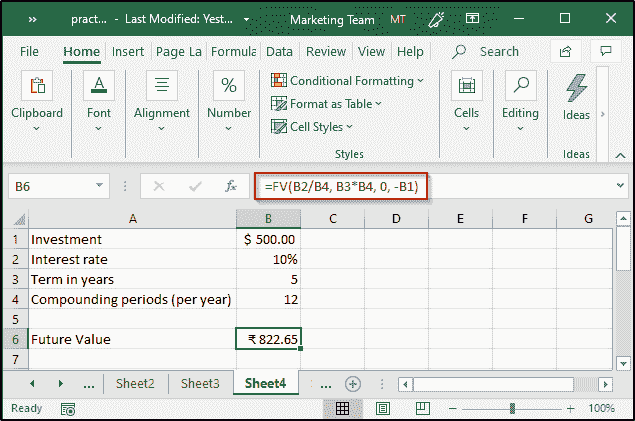 » pract... - Last Modified: Yest... Marketing Team MT
File Home Insert Page La Formula Data Review View Help Search
Clipboard Font Alignment % Number Conditional Formatting Format as Table Cell Styles Styles Cells Editing Ideas Ideas
B6 fx =FV(B2/B4, B3*B4, 0, -B1)
A B C D E F G
1 Investment $ 500.00
2 Interest rate 10%
3 Term in years 5
4 Compounding periods (per year) 12
5
6 Future Value ₹ 822.65
7
... Sheet2 Sheet3 Sheet4 ...
Ready 100%